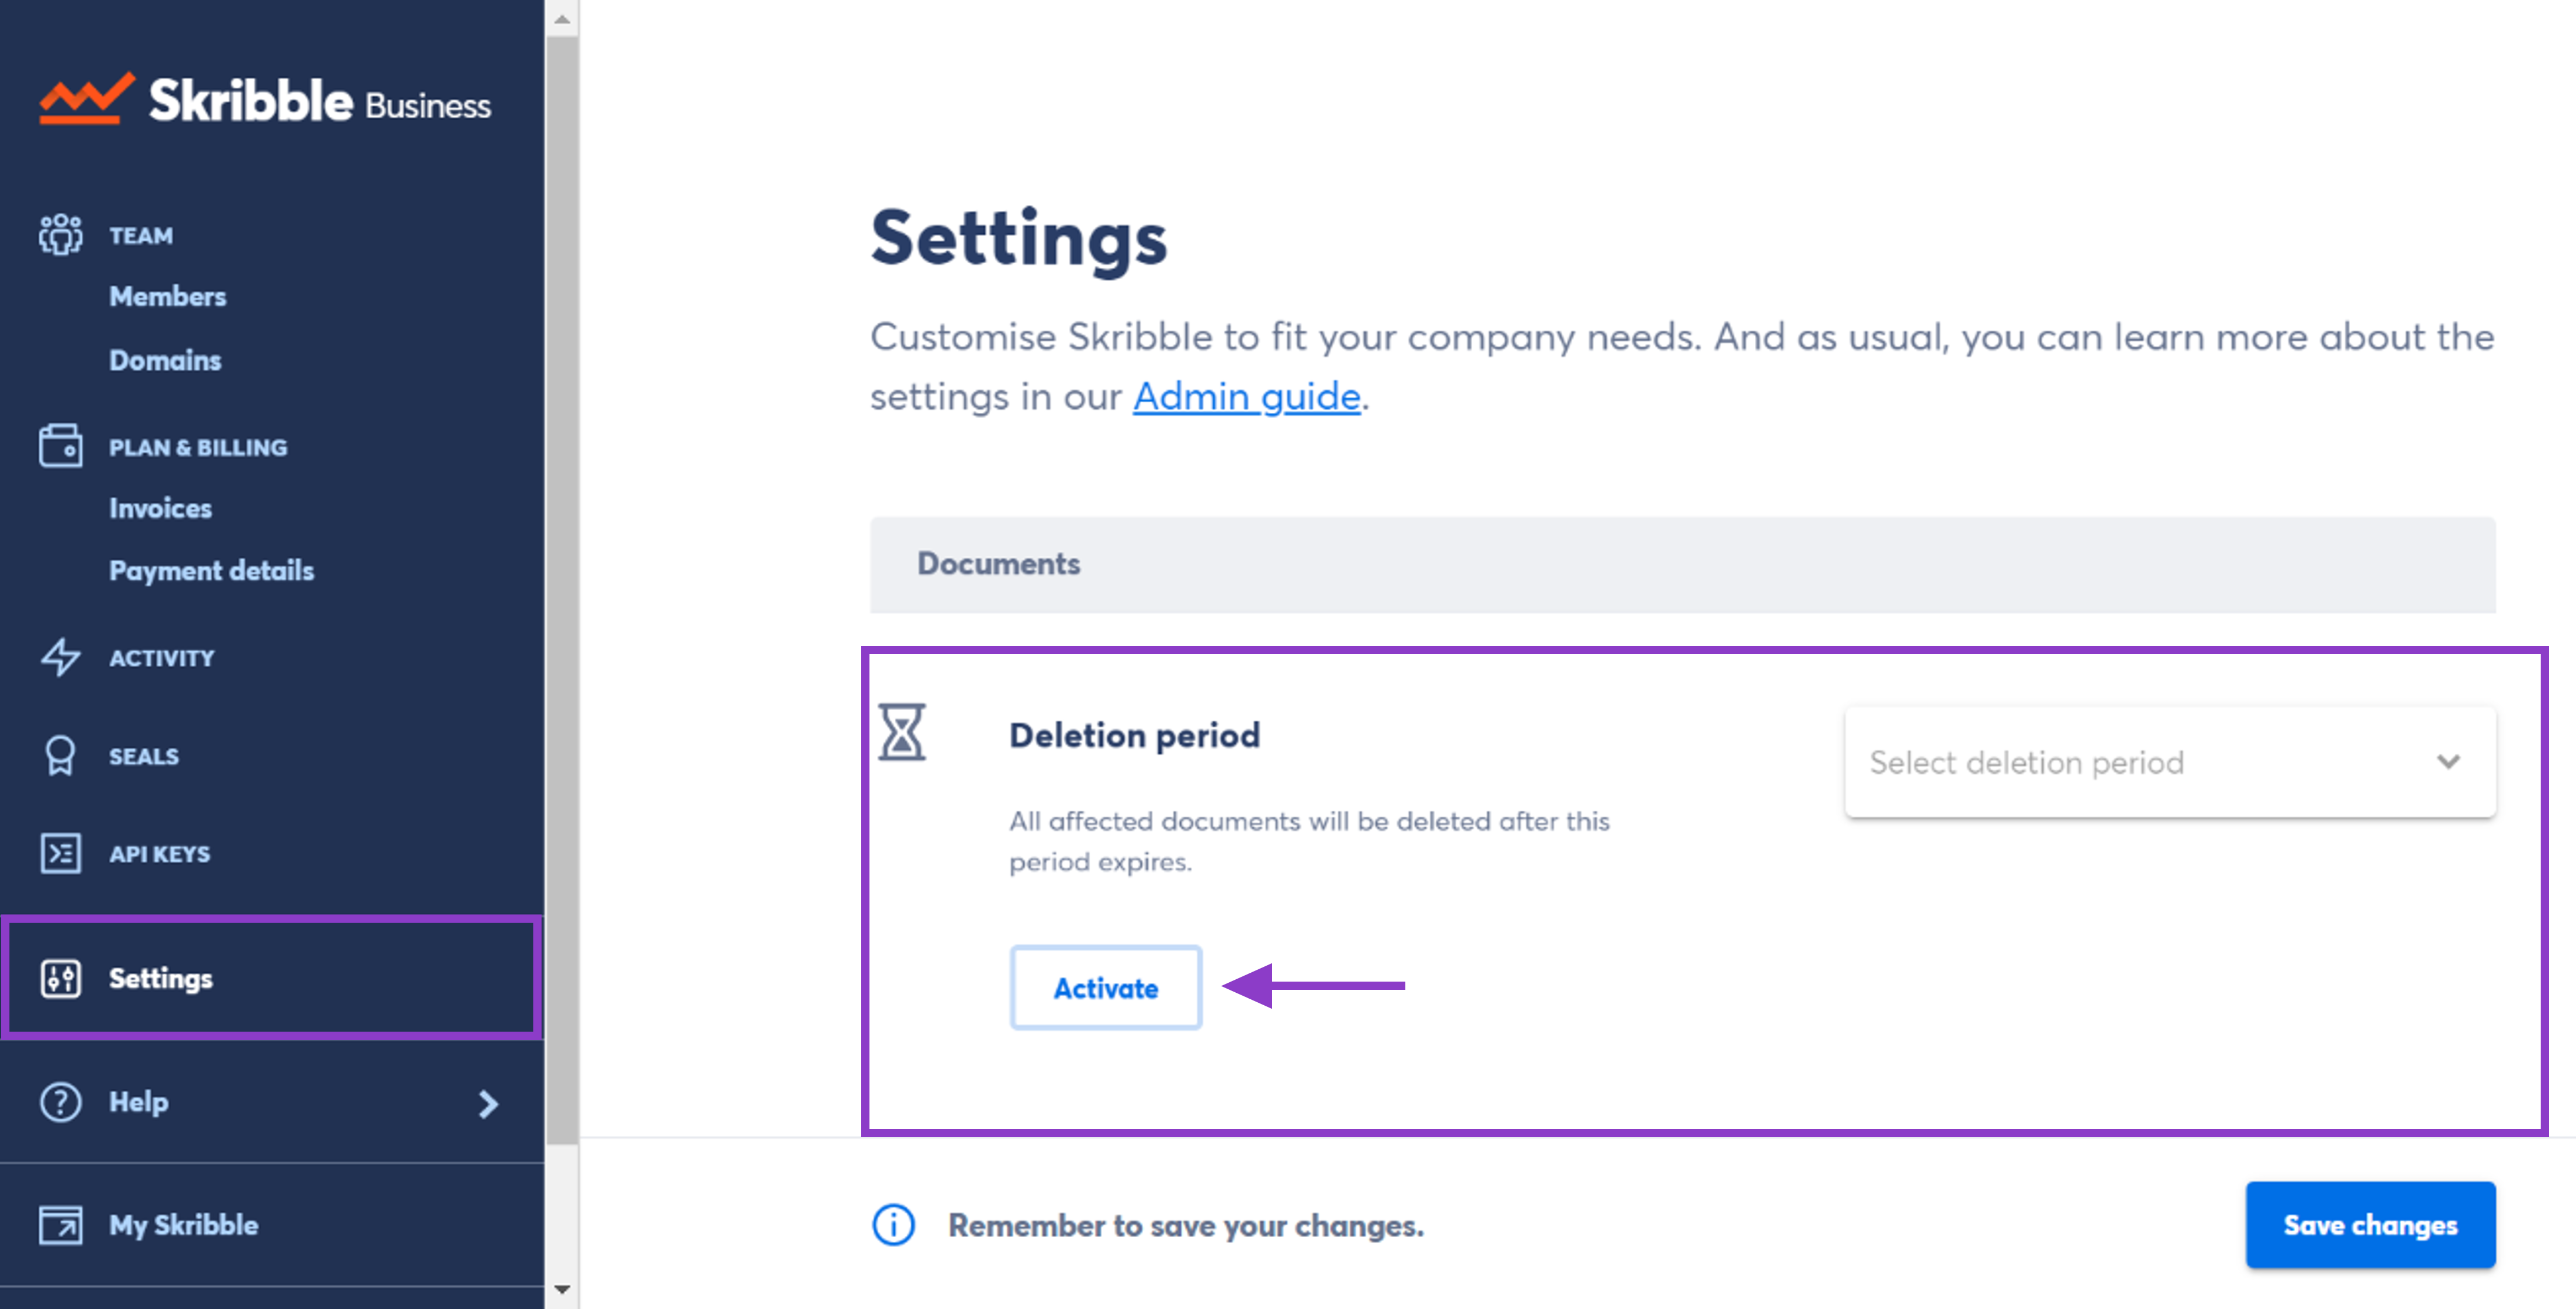 Skribble Business
TEAM
Members
Domains
PLAN & BILLING
Invoices
Payment details
ACTIVITY
SEALS
API KEYS
Settings
Help
My Skribble
Settings
Customise Skribble to fit your company needs. And as usual, you can learn more about the
settings in our Admin guide.
Documents
Deletion period
Select deletion period
All affected documents will be deleted after this
period expires.
Activate
Remember to save your changes.
Save changes